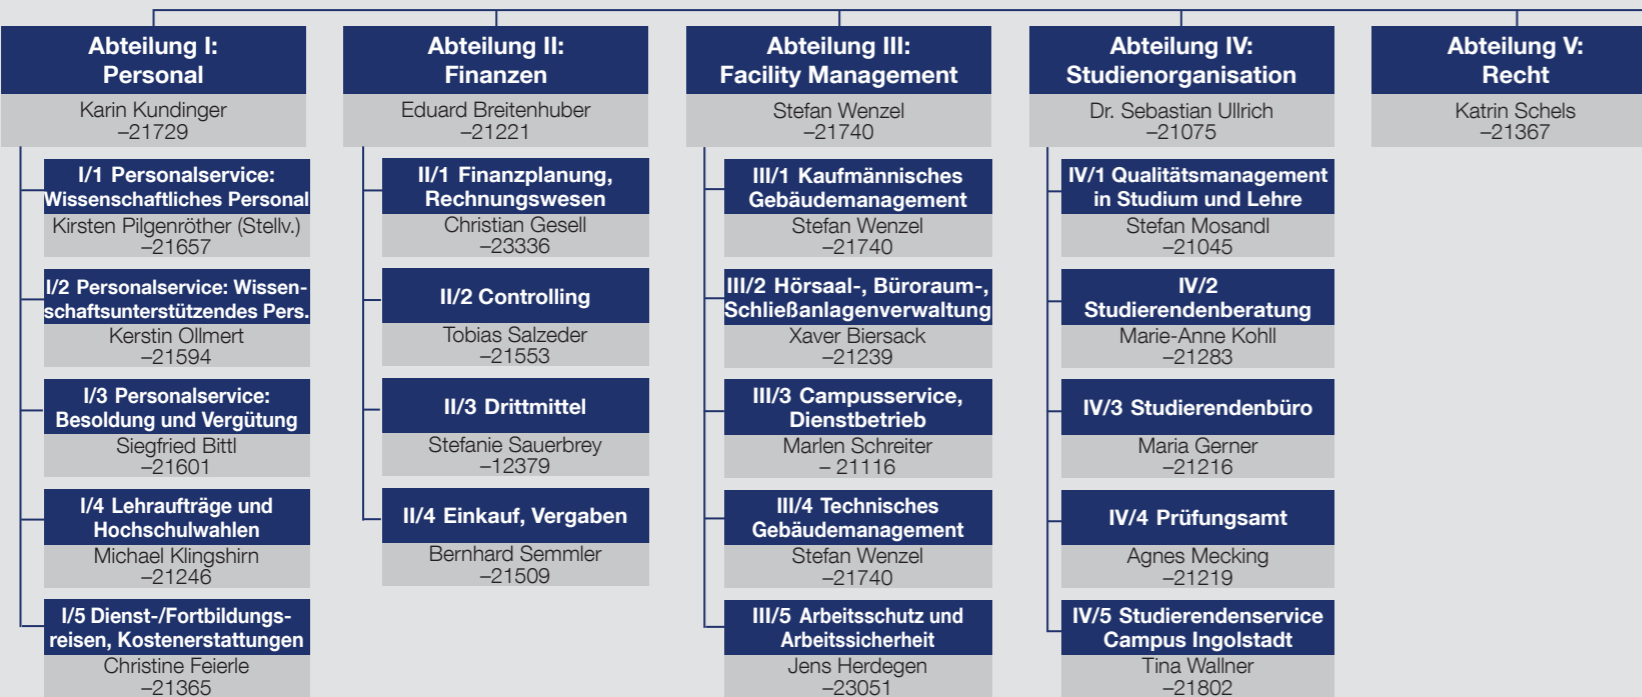 Abteilung I:
Personal
Karin Kundinger
–21729
I/1 Personalservice:
Wissenschaftliches Personal
Kirsten Pilgenröther (Stellv.)
–21657
I/2 Personalservice: Wissen-
schaftsunterstützendes Pers.
Kerstin Ollmert
–21594
I/3 Personalservice:
Besoldung und Vergütung
Siegfried Bittl
–21601
I/4 Lehraufträge und
Hochschulwahlen
Michael Klingshirn
–21246
I/5 Dienst-/Fortbildungs-
reisen, Kostenerstattungen
Christine Feierle
–21365
Abteilung II:
Finanzen
Eduard Breitenhuber
–21221
II/1 Finanzplanung,
Rechnungswesen
Christian Gesell
–23336
II/2 Controlling
Tobias Salzeder
–21553
II/3 Drittmittel
Stefanie Sauerbrey
–12379
II/4 Einkauf, Vergaben
Bernhard Semmler
–21509
Abteilung III:
Facility Management
Stefan Wenzel
–21740
III/1 Kaufmännisches
Gebäudemanagement
Stefan Wenzel
–21740
III/2 Hörsaal-, Büroraum-,
Schließanlagenverwaltung
Xaver Biersack
–21239
III/3 Campusservice,
Dienstbetrieb
Marlen Schreiter
– 21116
III/4 Technisches
Gebäudemanagement
Stefan Wenzel
–21740
III/5 Arbeitsschutz und
Arbeitssicherheit
Jens Herdegen
–23051
Abteilung IV:
Studienorganisation
Dr. Sebastian Ullrich
–21075
IV/1 Qualitätsmanagement
in Studium und Lehre
Stefan Mosandl
–21045
IV/2
Studierendenberatung
Marie-Anne Kohll
–21283
IV/3 Studierendenbüro
Maria Gerner
–21216
IV/4 Prüfungsamt
Agnes Mecking
–21219
IV/5 Studierendenservice
Campus Ingolstadt
Tina Wallner
–21802
Abteilung V:
Recht
Katrin Schels
–21367